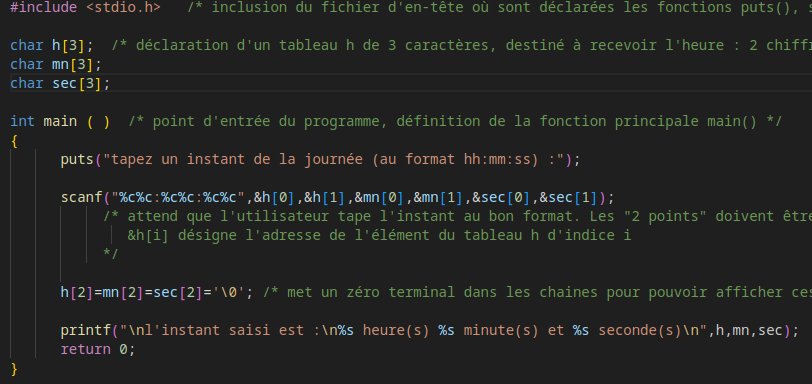 #include <stdio.h>   /* inclusion du fichier d'en-tête où sont déclarées les fonctions puts(),
char h[3];  /* déclaration d'un tableau h de 3 caractères, destiné à recevoir l'heure : 2
char mn[3];
char sec[3];
int main ( )  /* point d'entrée du programme, définition de la fonction principale main() */
{
puts("tapez un instant de la journée (au format hh:mm:ss) :");
scanf("%c%c:%c%c:%c%c",&h[0],&h[1],&mn[0],&mn[1],&sec[0],&sec[1]);
/* attend que l'utilisateur tape l'instant au bon format. Les "2 points" doivent
&h[i] désigne l'adresse de l'élément du tableau h d'indice i
*/
h[2]=mn[2]=sec[2]='\0'; /* met un zéro terminal dans les chaines pour pouvoir afficher
printf("\nl'instant saisi est :\n%s heure(s) %s minute(s) et %s seconde(s)\n",h,mn,sec);
return 0;
}